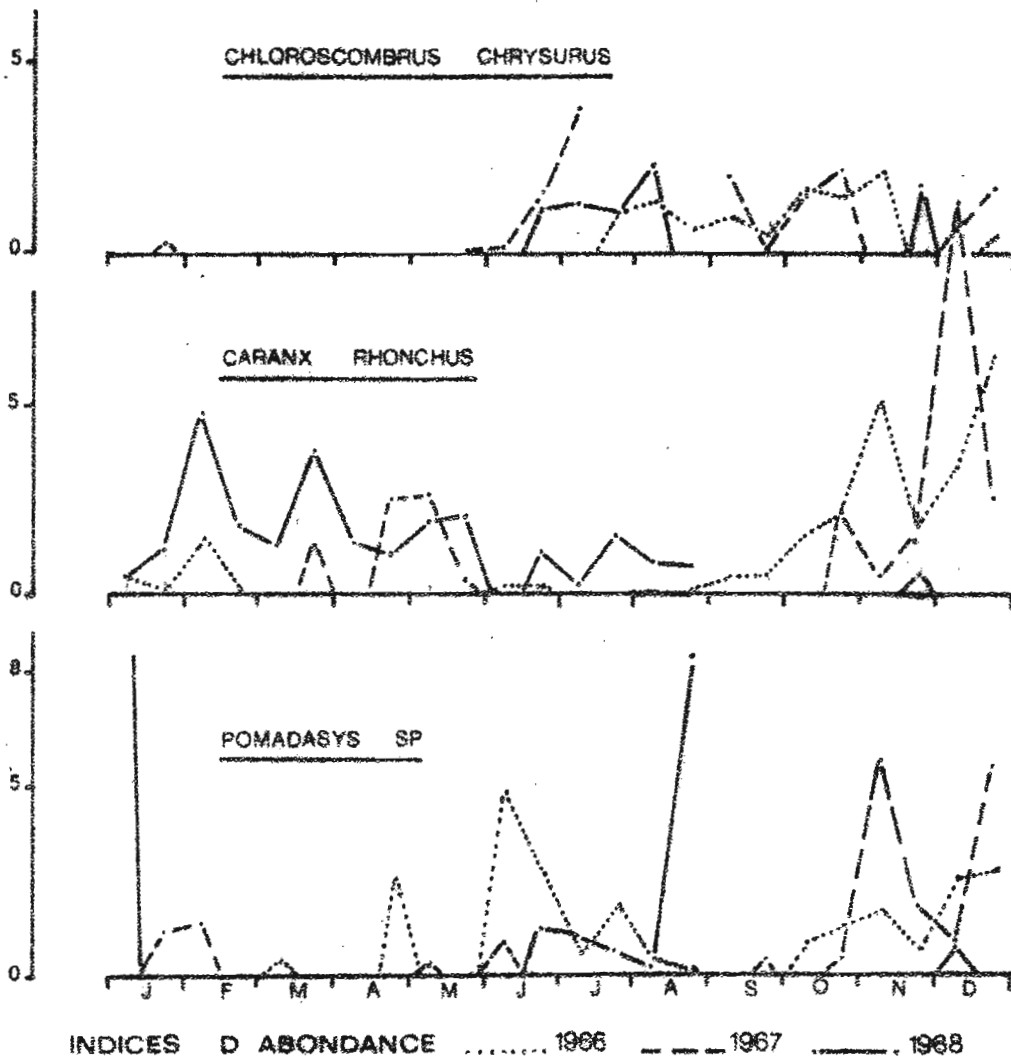 5
CHLOROSCOMBRUS CHRYSURUS
0
CARANX RHONCHUS
5
0
8
POMADASYS SP
5
0
J F M A M J J A S O N D
INDICES D ABONDANCE 1966 1967 1968